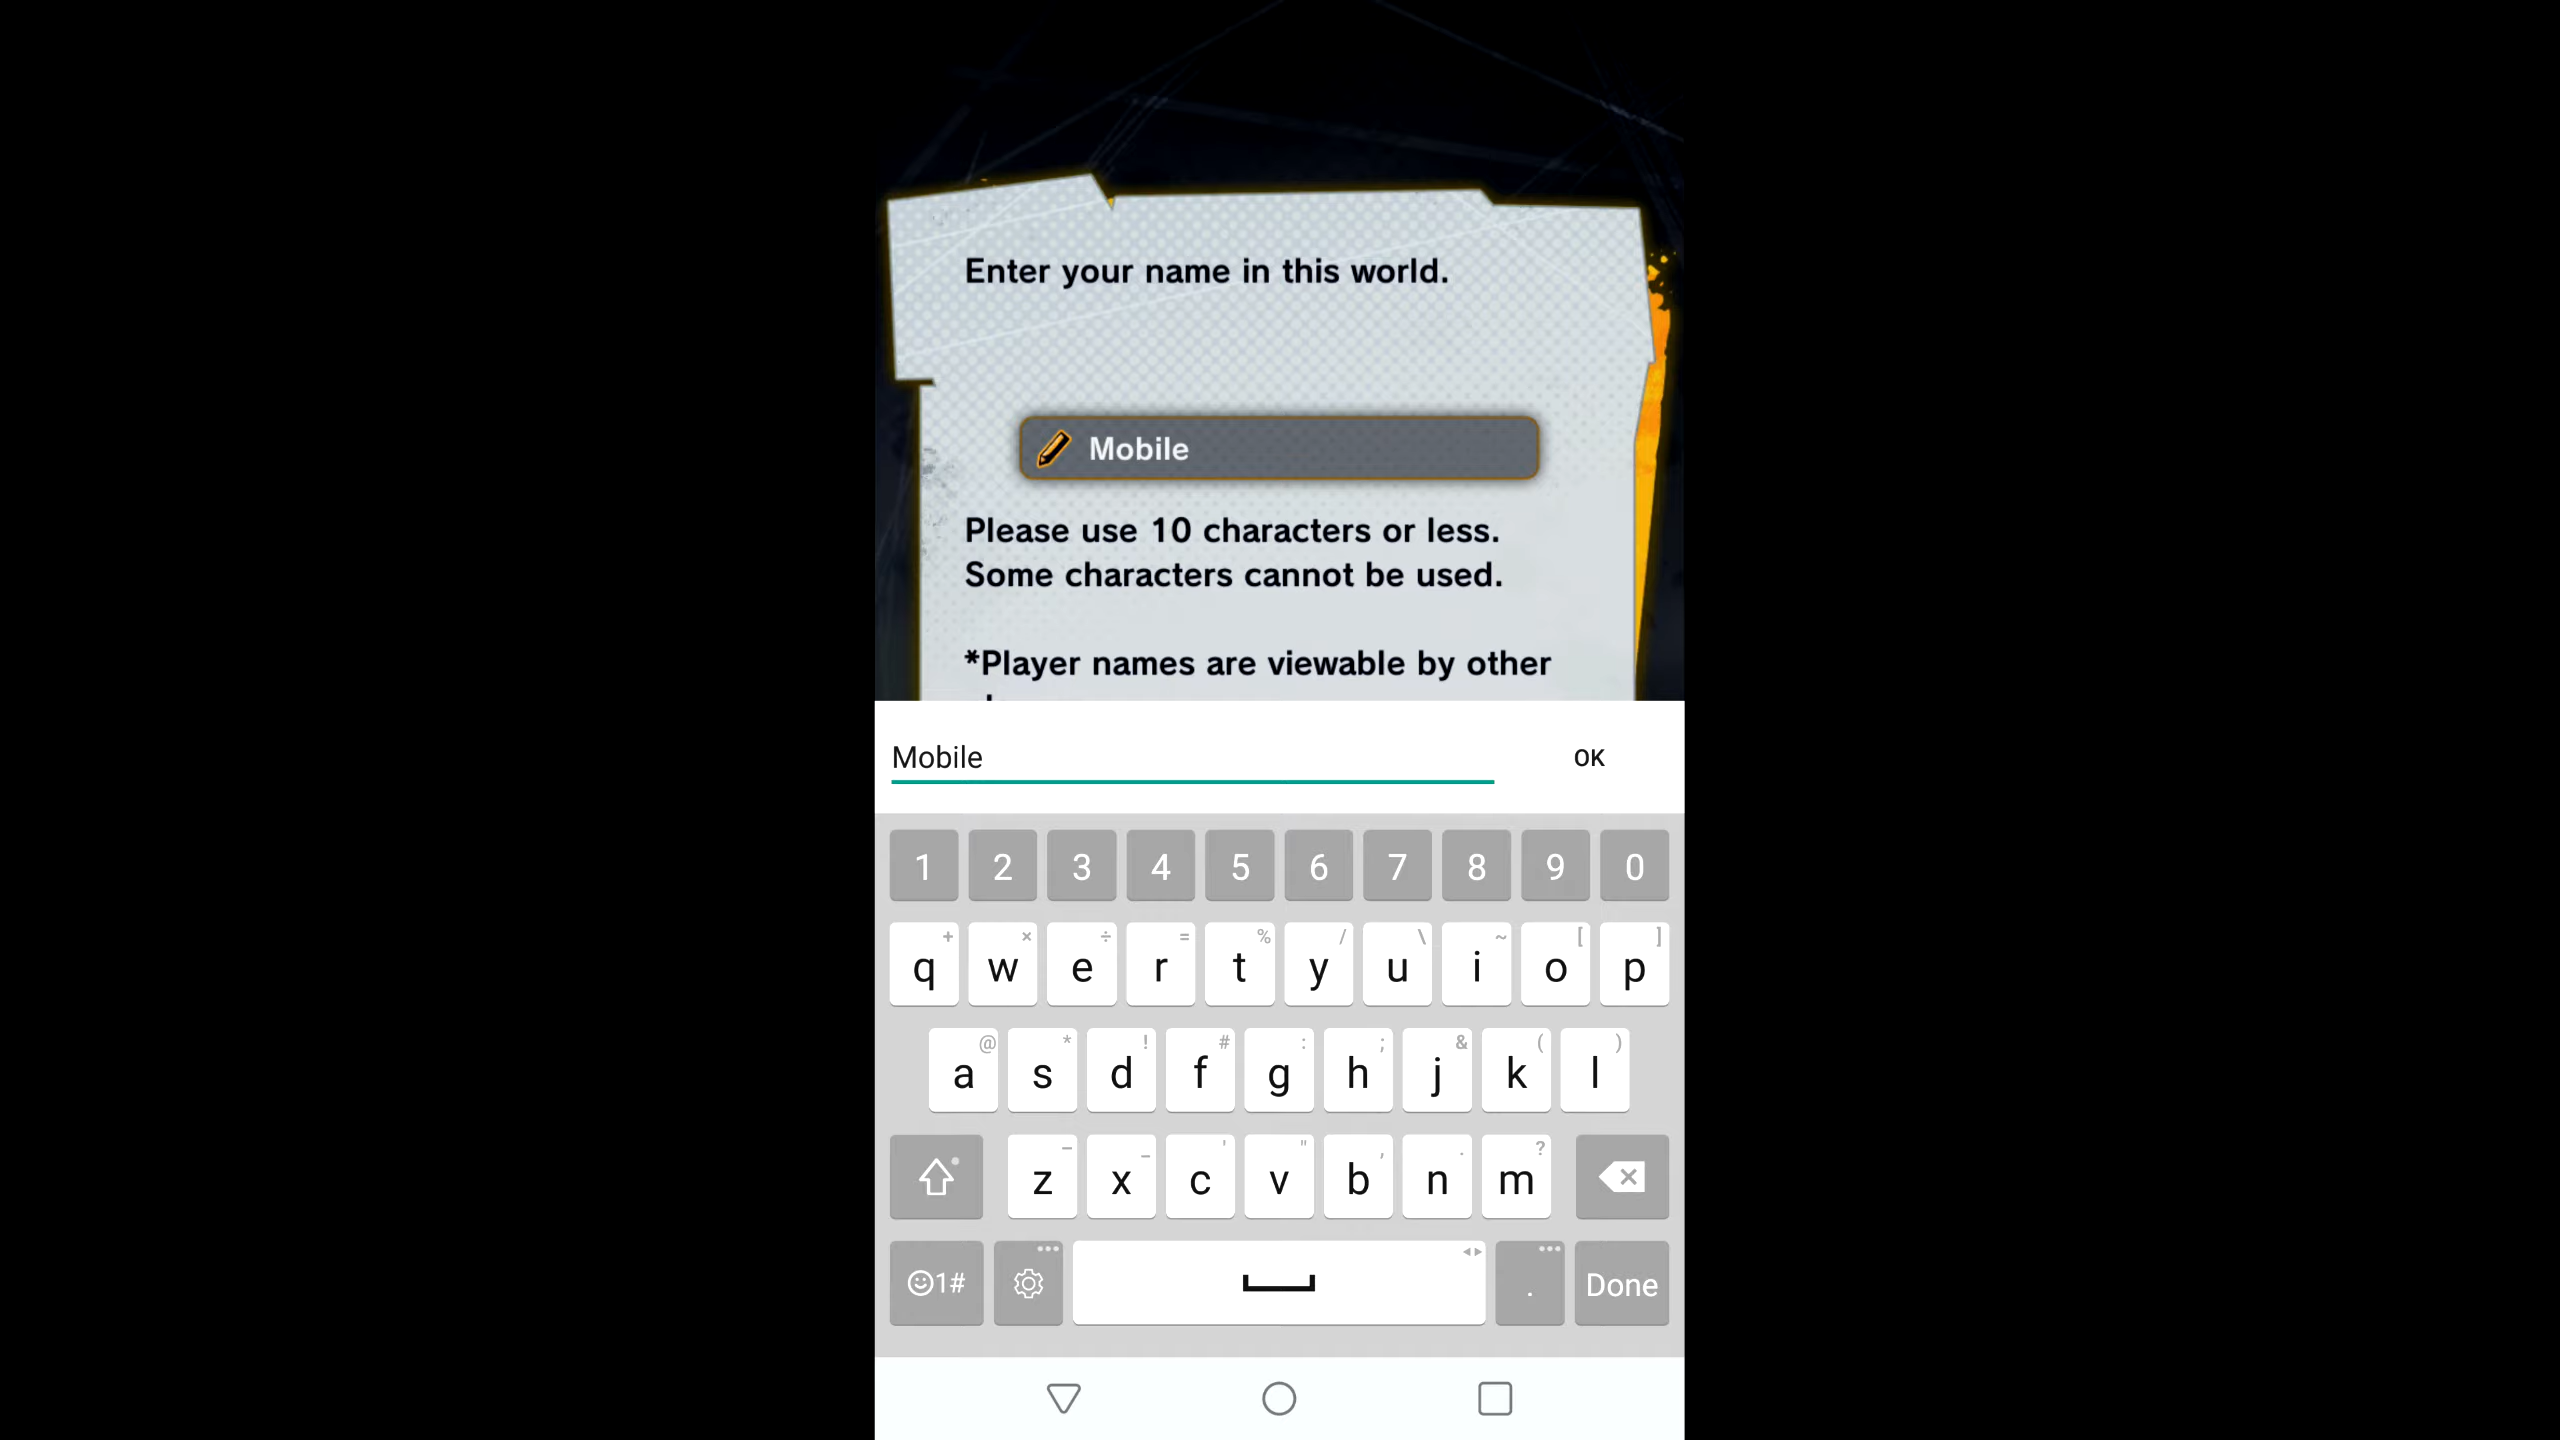 Enter your name in this world.
Mobile
Please use 10 characters or less.
Some characters cannot be used.
*Player names are viewable by other
Mobile
OK
1 2 3 4 5 6 7 8 9 0
+ × ÷ = % / \ ~ [ ]
q w e r t y u i o p
@ * ! # : ; & ( )
a s d f g h j k l
– _ ' " , . ?
z x c v b n m
1# . Done